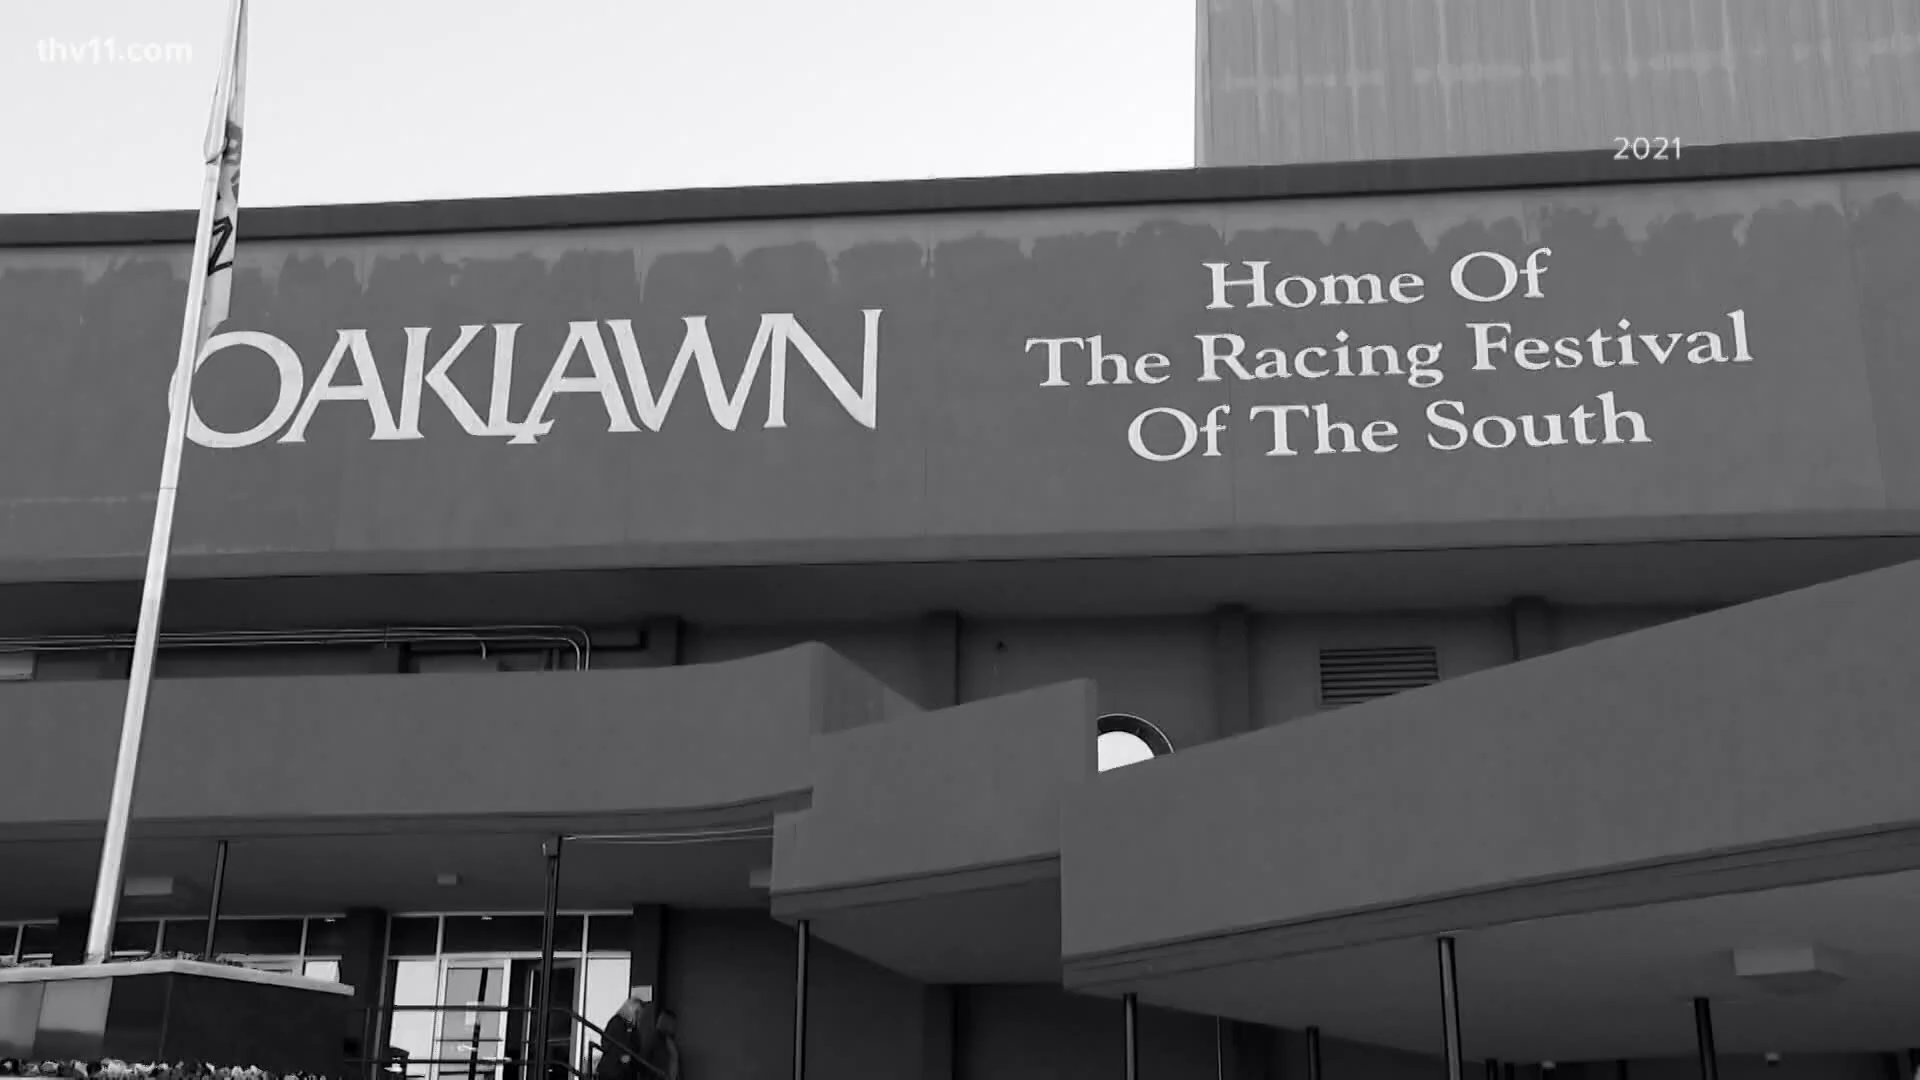 thv11.com
2021
OAKLAWN
Home Of
The Racing Festival
Of The South